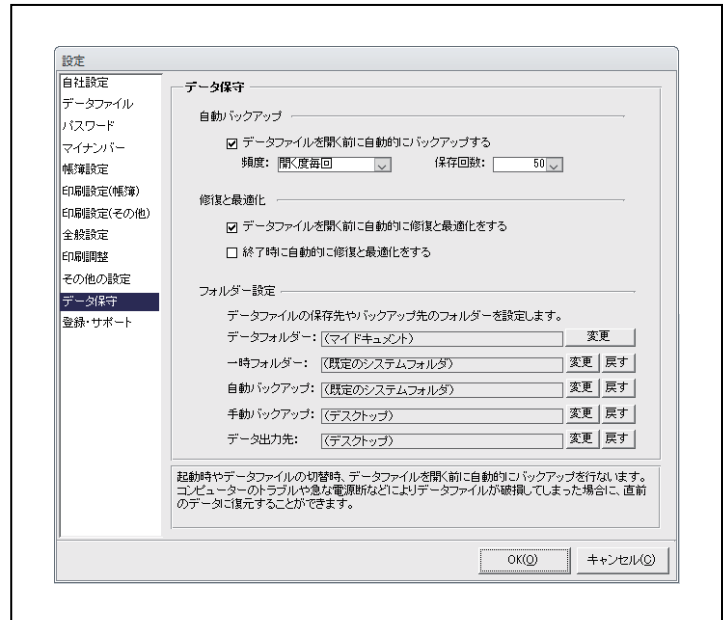 設定
自社設定
データファイル
パスワード
マイナンバー
帳簿設定
印刷設定(帳簿)
印刷設定(その他)
全般設定
印刷調整
その他の設定
データ保守
登録・サポート
データ保守
自動バックアップ
データファイルを開く前に自動的にバックアップする
頻度: 開く度毎回 保存回数: 50
修復と最適化
データファイルを開く前に自動的に修復と最適化をする
終了時に自動的に修復と最適化をする
フォルダー設定
データファイルの保存先やバックアップ先のフォルダーを設定します。
データフォルダー: (マイドキュメント) 変更
一時フォルダー: (既定のシステムフォルダ) 変更 戻す
自動バックアップ: (既定のシステムフォルダ) 変更 戻す
手動バックアップ: (デスクトップ) 変更 戻す
データ出力先: (デスクトップ) 変更 戻す
起動時やデータファイルの切替時、データファイルを開く前に自動的にバックアップを行ないます。
コンピューターのトラブルや急な電源断などによりデータファイルが破損してしまった場合に、直前
のデータに復元することができます。
OK(O) キャンセル(C)